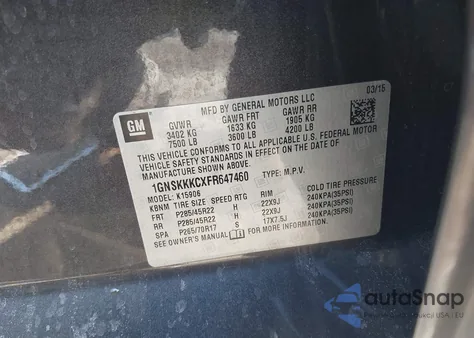 MFD BY GENERAL MOTORS LLC
03/15
GM
GVWR GAWR FRT GAWR RR
3402 KG 1633 KG 1905 KG
7500 LB 3600 LB 4200 LB
THIS VEHICLE CONFORMS TO ALL APPLICABLE U.S. FEDERAL MOTOR
VEHICLE SAFETY STANDARDS IN EFFECT ON THE DATE OF
MANUFACTURE SHOWN ABOVE.
1GNSKKKCXFR647460 TYPE: M.P.V.
MODEL: K15906
KBNM TIRE SIZE SPEED RTG RIM COLD TIRE PRESSURE
FRT P285/45R22 H 22X9J 240KPA(35PSI)
RR P285/45R22 H 22X9J 240KPA(35PSI)
SPA P265/70R17 S 17X7.5J 240KPA(35PSI)
SEE OWNER'S MANUAL FOR MORE INFORMATION.
autoSnap